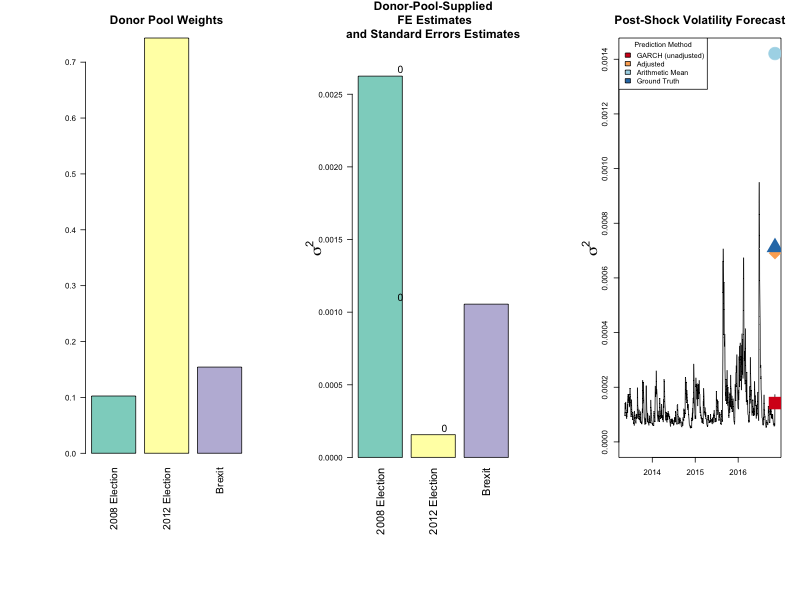 Donor Pool Weights
0.7
0.6
0.5
0.4
0.3
0.2
0.1
0.0
2008 Election
2012 Election
Brexit
Donor-Pool-Supplied
FE Estimates
and Standard Errors Estimates
σ2
0.0025
0.0020
0.0015
0.0010
0.0005
0.0000
0
0
0
2008 Election
2012 Election
Brexit
Post-Shock Volatility Forecast
σ2
0.0014
0.0012
0.0010
0.0008
0.0006
0.0004
0.0002
0.0000
Prediction Method
GARCH (unadjusted)
Adjusted
Arithmetic Mean
Ground Truth
2014
2015
2016